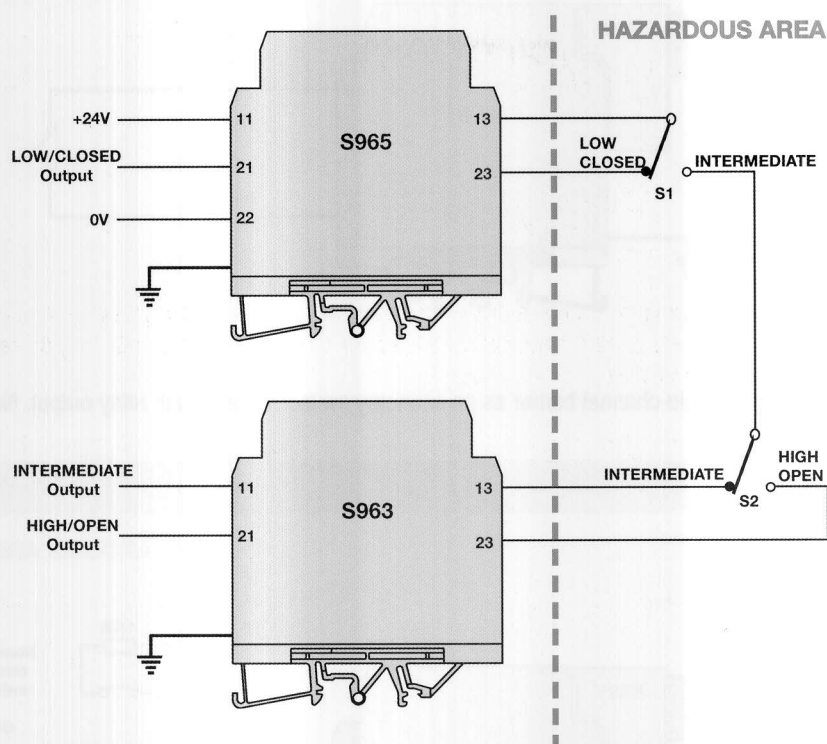 HAZARDOUS AREA
+24V
11
S965
13
LOW/CLOSED
Output
21
LOW
CLOSED
23
INTERMEDIATE
S1
0V
22
INTERMEDIATE
Output
11
S963
13
INTERMEDIATE
HIGH
OPEN
S2
HIGH/OPEN
Output
21
23